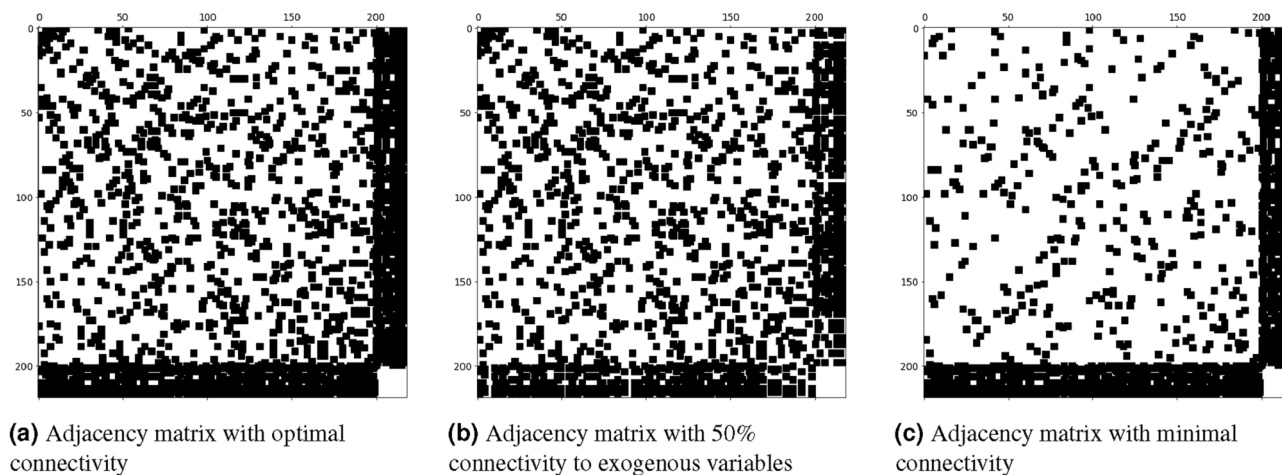 0 50 100 150 200
0
50
100
150
200
0 50 100 150 200
0
50
100
150
200
0 50 100 150 200
0
50
100
150
200
(a) Adjacency matrix with optimal
connectivity
(b) Adjacency matrix with 50%
connectivity to exogenous variables
(c) Adjacency matrix with minimal
connectivity